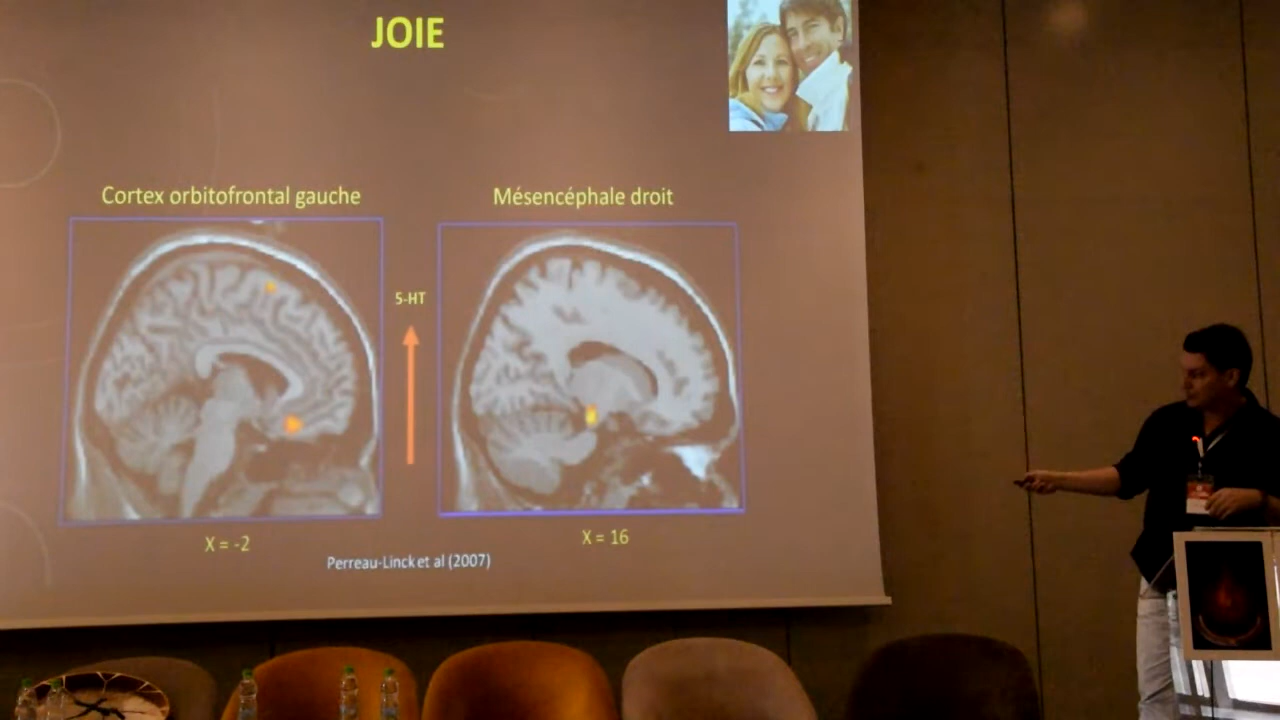 JOIE
Cortex orbitofrontal gauche
Mésencéphale droit
5-HT
X = -2
X = 16
Perreau-Linck et al (2007)